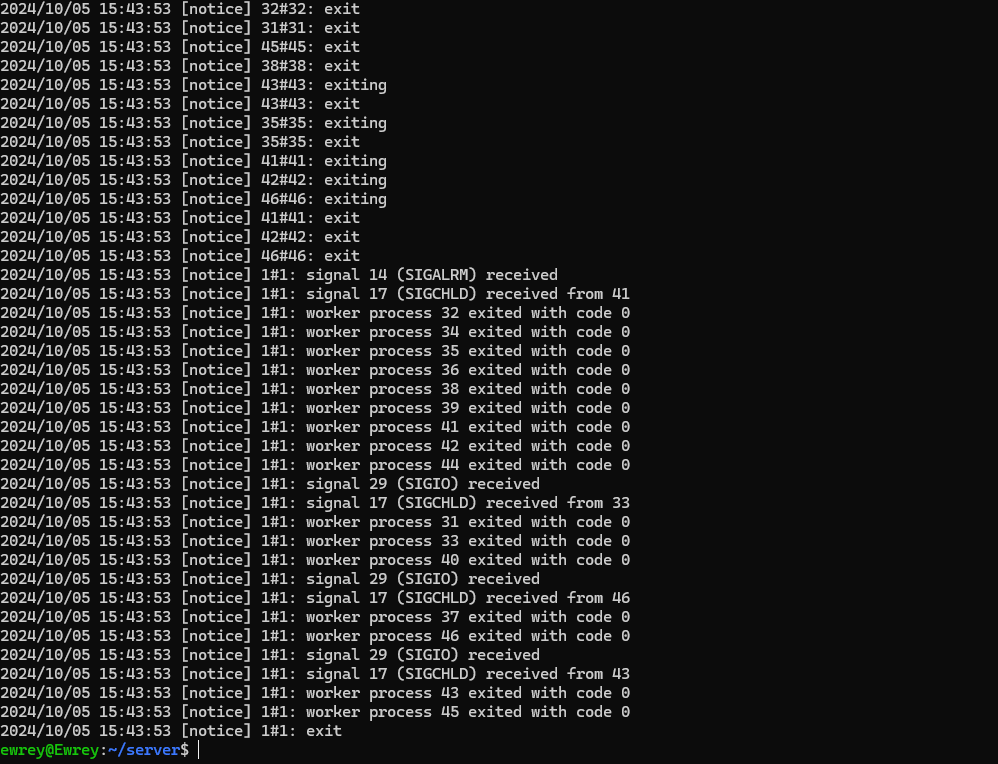 2024/10/05 15:43:53 [notice] 32#32: exit
2024/10/05 15:43:53 [notice] 31#31: exit
2024/10/05 15:43:53 [notice] 45#45: exit
2024/10/05 15:43:53 [notice] 38#38: exit
2024/10/05 15:43:53 [notice] 43#43: exiting
2024/10/05 15:43:53 [notice] 43#43: exit
2024/10/05 15:43:53 [notice] 35#35: exiting
2024/10/05 15:43:53 [notice] 35#35: exit
2024/10/05 15:43:53 [notice] 41#41: exiting
2024/10/05 15:43:53 [notice] 42#42: exiting
2024/10/05 15:43:53 [notice] 46#46: exiting
2024/10/05 15:43:53 [notice] 41#41: exit
2024/10/05 15:43:53 [notice] 42#42: exit
2024/10/05 15:43:53 [notice] 46#46: exit
2024/10/05 15:43:53 [notice] 1#1: signal 14 (SIGALRM) received
2024/10/05 15:43:53 [notice] 1#1: signal 17 (SIGCHLD) received from 41
2024/10/05 15:43:53 [notice] 1#1: worker process 32 exited with code 0
2024/10/05 15:43:53 [notice] 1#1: worker process 34 exited with code 0
2024/10/05 15:43:53 [notice] 1#1: worker process 35 exited with code 0
2024/10/05 15:43:53 [notice] 1#1: worker process 36 exited with code 0
2024/10/05 15:43:53 [notice] 1#1: worker process 38 exited with code 0
2024/10/05 15:43:53 [notice] 1#1: worker process 39 exited with code 0
2024/10/05 15:43:53 [notice] 1#1: worker process 41 exited with code 0
2024/10/05 15:43:53 [notice] 1#1: worker process 42 exited with code 0
2024/10/05 15:43:53 [notice] 1#1: worker process 44 exited with code 0
2024/10/05 15:43:53 [notice] 1#1: signal 29 (SIGIO) received
2024/10/05 15:43:53 [notice] 1#1: signal 17 (SIGCHLD) received from 33
2024/10/05 15:43:53 [notice] 1#1: worker process 31 exited with code 0
2024/10/05 15:43:53 [notice] 1#1: worker process 33 exited with code 0
2024/10/05 15:43:53 [notice] 1#1: worker process 40 exited with code 0
2024/10/05 15:43:53 [notice] 1#1: signal 29 (SIGIO) received
2024/10/05 15:43:53 [notice] 1#1: signal 17 (SIGCHLD) received from 46
2024/10/05 15:43:53 [notice] 1#1: worker process 37 exited with code 0
2024/10/05 15:43:53 [notice] 1#1: worker process 46 exited with code 0
2024/10/05 15:43:53 [notice] 1#1: signal 29 (SIGIO) received
2024/10/05 15:43:53 [notice] 1#1: signal 17 (SIGCHLD) received from 43
2024/10/05 15:43:53 [notice] 1#1: worker process 43 exited with code 0
2024/10/05 15:43:53 [notice] 1#1: worker process 45 exited with code 0
2024/10/05 15:43:53 [notice] 1#1: exit
ewrey@Ewrey:~/server$